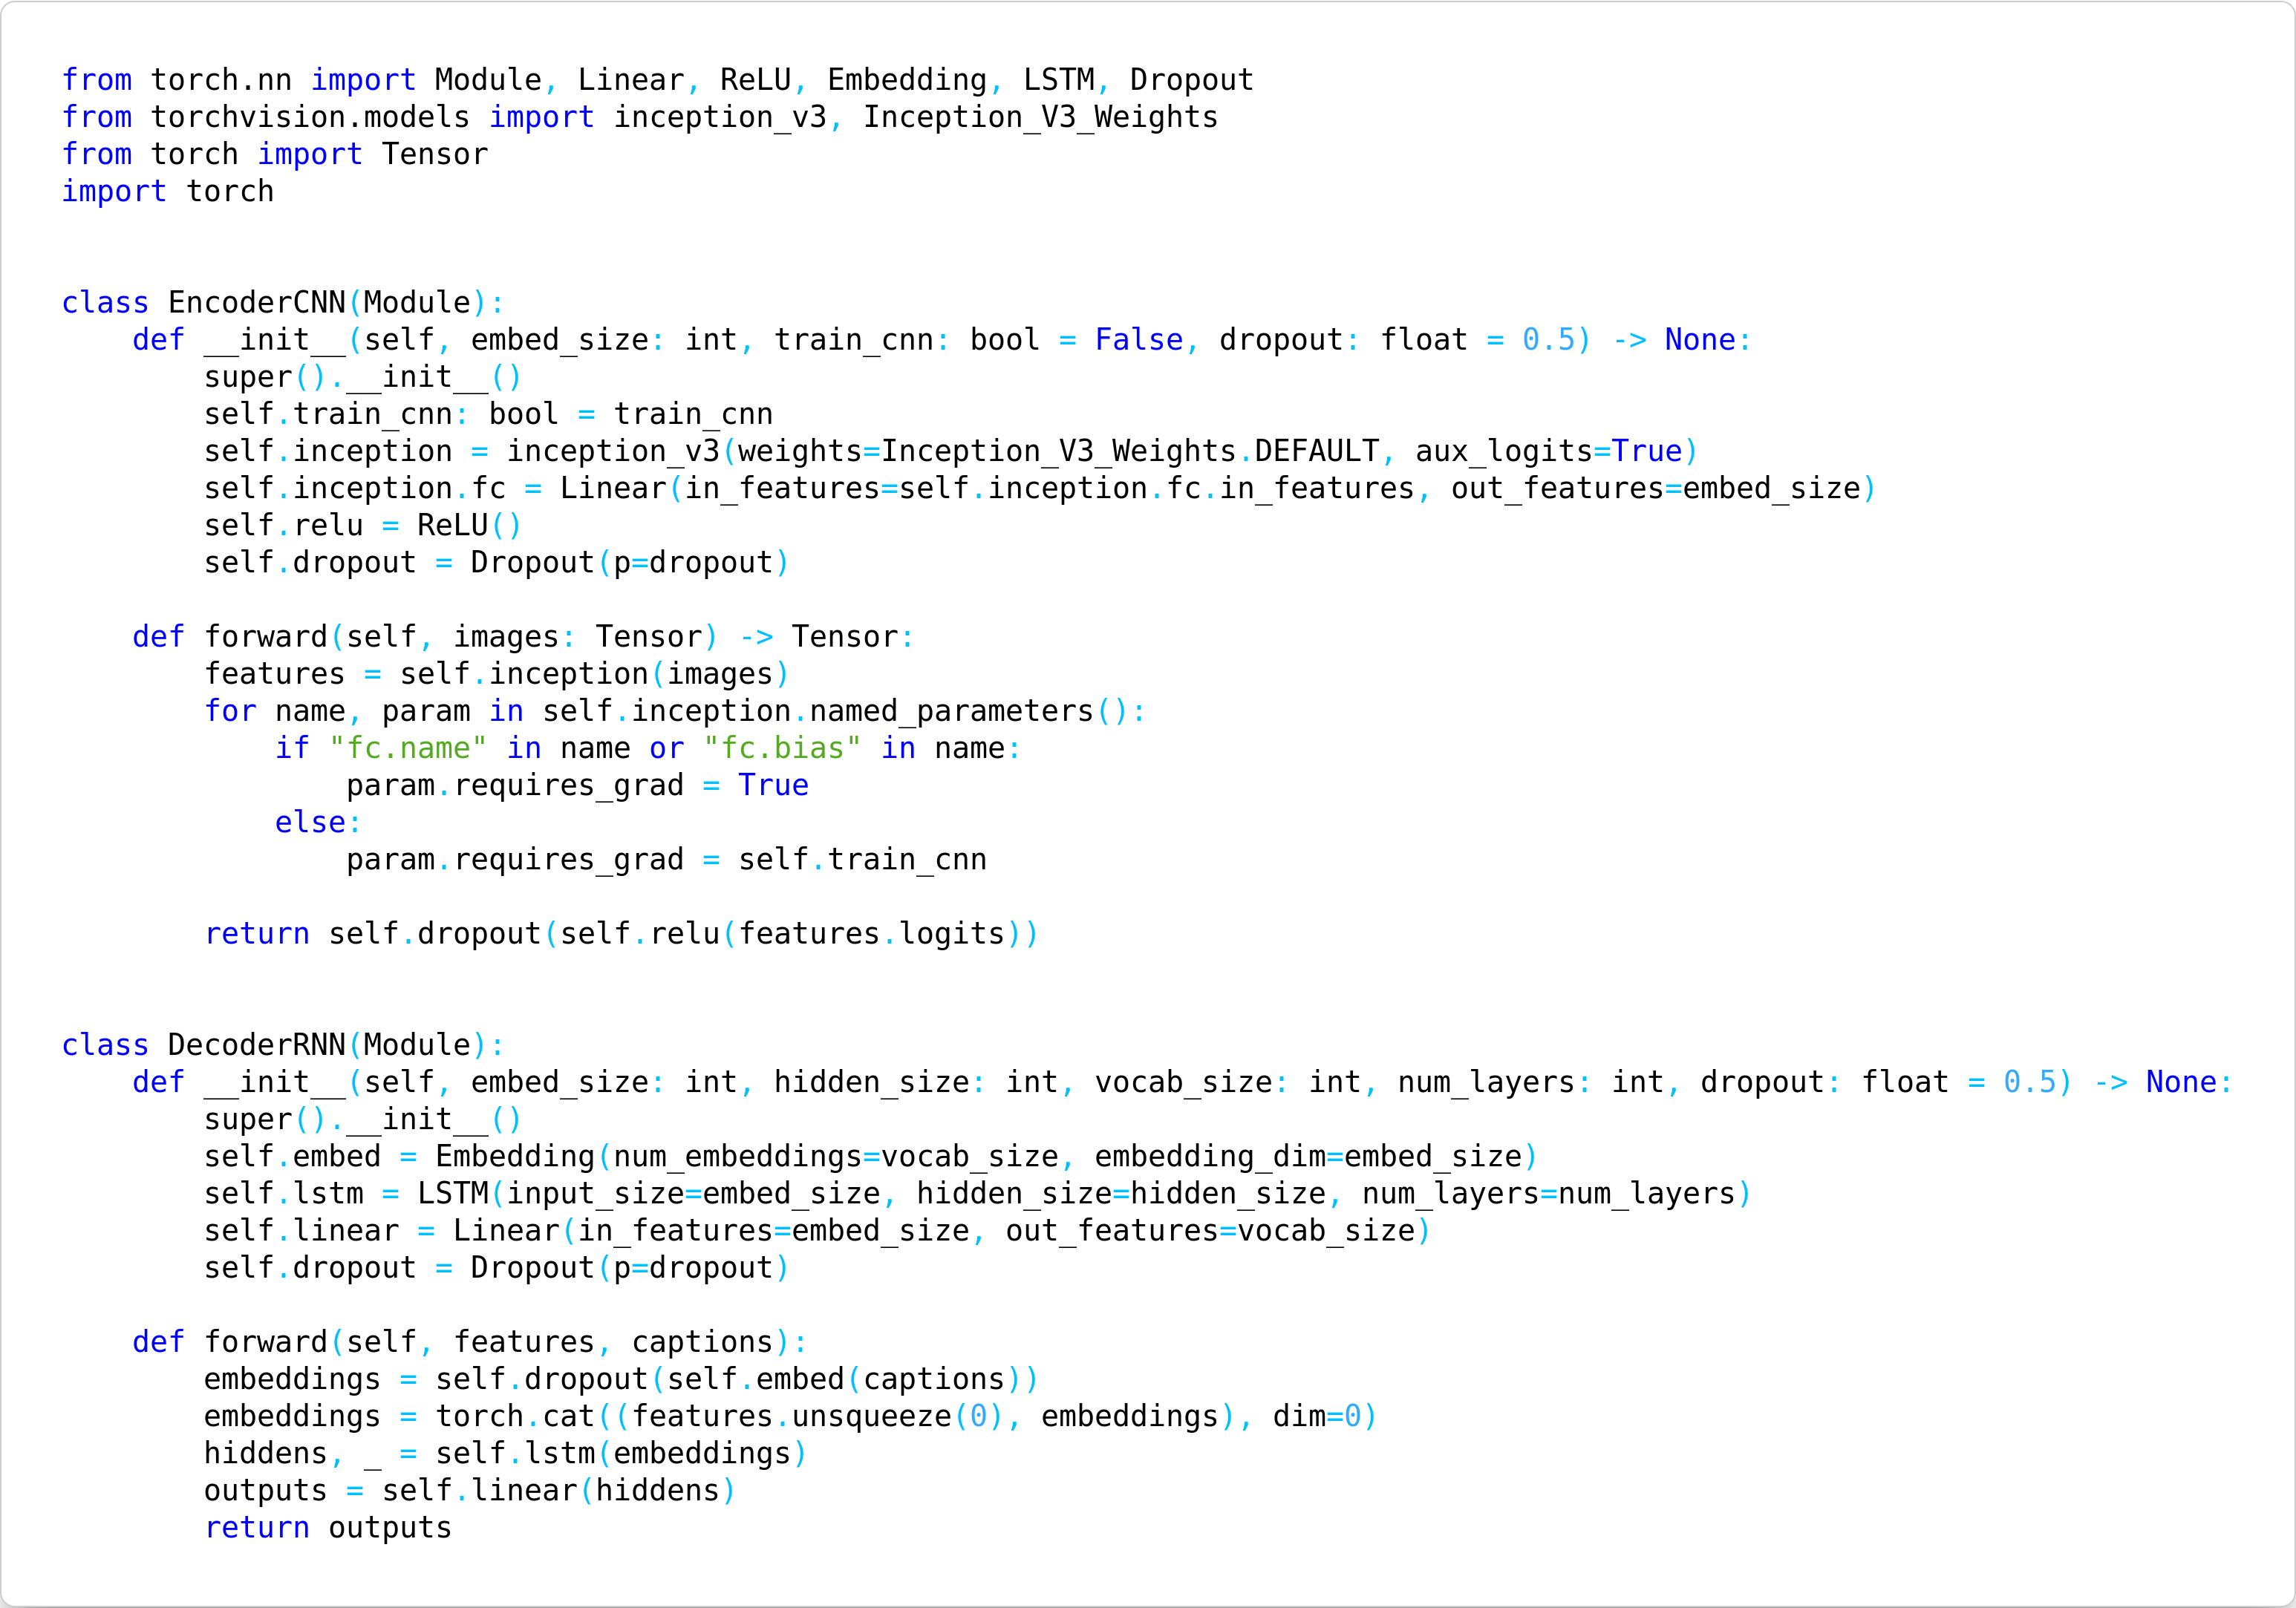 from torch.nn import Module, Linear, ReLU, Embedding, LSTM, Dropout
from torchvision.models import inception_v3, Inception_V3_Weights
from torch import Tensor
import torch
class EncoderCNN(Module):
    def __init__(self, embed_size: int, train_cnn: bool = False, dropout: float = 0.5) -> None:
        super().__init__()
        self.train_cnn: bool = train_cnn
        self.inception = inception_v3(weights=Inception_V3_Weights.DEFAULT, aux_logits=True)
        self.inception.fc = Linear(in_features=self.inception.fc.in_features, out_features=embed_size)
        self.relu = ReLU()
        self.dropout = Dropout(p=dropout)
    def forward(self, images: Tensor) -> Tensor:
        features = self.inception(images)
        for name, param in self.inception.named_parameters():
            if "fc.name" in name or "fc.bias" in name:
                param.requires_grad = True
            else:
                param.requires_grad = self.train_cnn
        return self.dropout(self.relu(features.logits))
class DecoderRNN(Module):
    def __init__(self, embed_size: int, hidden_size: int, vocab_size: int, num_layers: int, dropout: float = 0.5) -> None:
        super().__init__()
        self.embed = Embedding(num_embeddings=vocab_size, embedding_dim=embed_size)
        self.lstm = LSTM(input_size=embed_size, hidden_size=hidden_size, num_layers=num_layers)
        self.linear = Linear(in_features=embed_size, out_features=vocab_size)
        self.dropout = Dropout(p=dropout)
    def forward(self, features, captions):
        embeddings = self.dropout(self.embed(captions))
        embeddings = torch.cat((features.unsqueeze(0), embeddings), dim=0)
        hiddens, _ = self.lstm(embeddings)
        outputs = self.linear(hiddens)
        return outputs